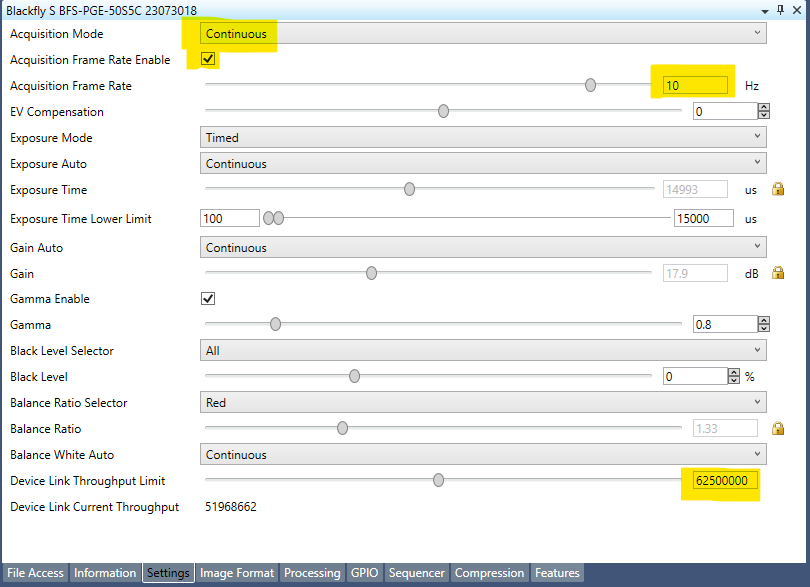 Blackfly S BFS-PGE-50S5C 23073018
Acquisition Mode Continuous
Acquisition Frame Rate Enable
Acquisition Frame Rate 10 Hz
EV Compensation 0
Exposure Mode Timed
Exposure Auto Continuous
Exposure Time 14993 us
Exposure Time Lower Limit 100 15000 us
Gain Auto Continuous
Gain 17.9 dB
Gamma Enable
Gamma 0.8
Black Level Selector All
Black Level 0 %
Balance Ratio Selector Red
Balance Ratio 1.33
Balance White Auto Continuous
Device Link Throughput Limit 62500000
Device Link Current Throughput 51968662
File Access Information Settings Image Format Processing GPIO Sequencer Compression Features